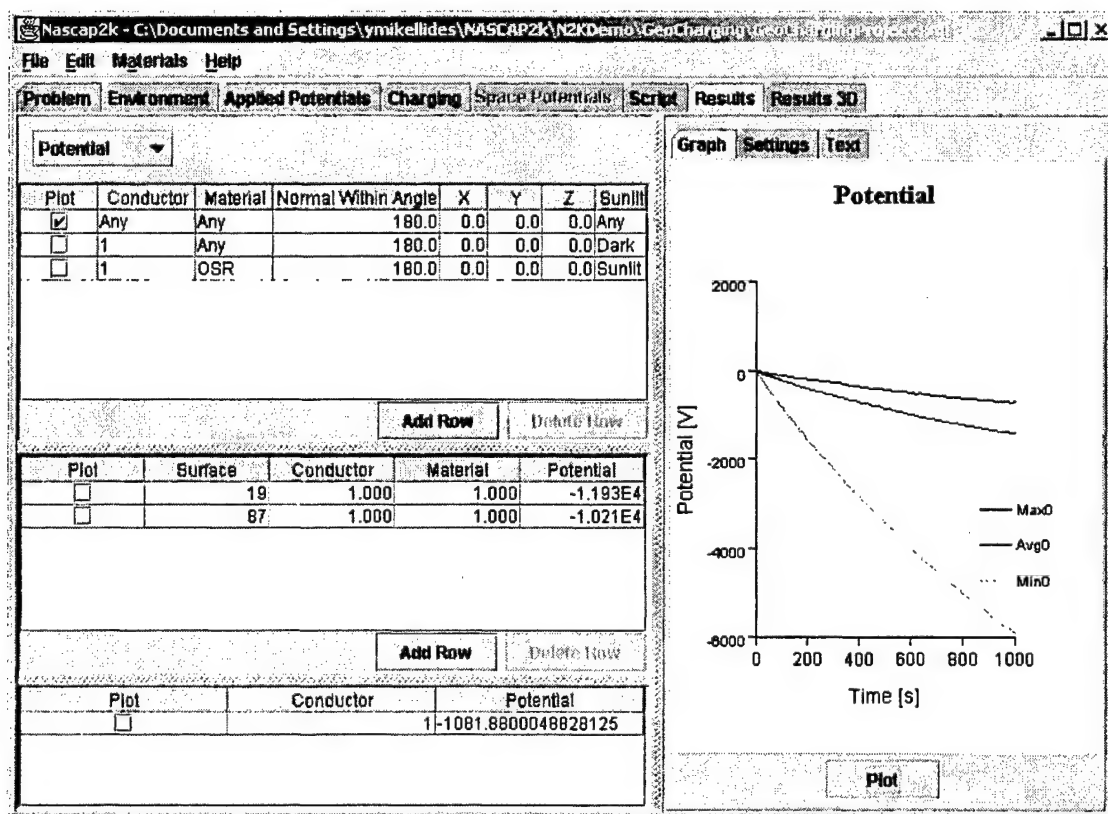 Nascap2k - C:\Documents and Settings\ymikellides\NASCAP2k\N2KDemo\GeoCharging\GeoChargingProject.xml
File Edit Materials Help
Problem Environment Applied Potentials Charging Space Potentials Script Results Results 3D
Potential
Plot Conductor Material Normal Within Angle X Y Z Sunlit
Any Any 180.0 0.0 0.0 0.0 Any
1 Any 180.0 0.0 0.0 0.0 Dark
1 OSR 180.0 0.0 0.0 0.0 Sunlit
Add Row Delete Row
Plot Surface Conductor Material Potential
19 1.000 1.000 -1.193E4
87 1.000 1.000 -1.021E4
Add Row Delete Row
Plot Conductor Potential
1 -1081.8800048828125
Graph Settings Text
Potential
2000
0
-2000
-4000
-6000
Potential [V]
Max0
Avg0
Min0
0 200 400 600 800 1000
Time [s]
Plot